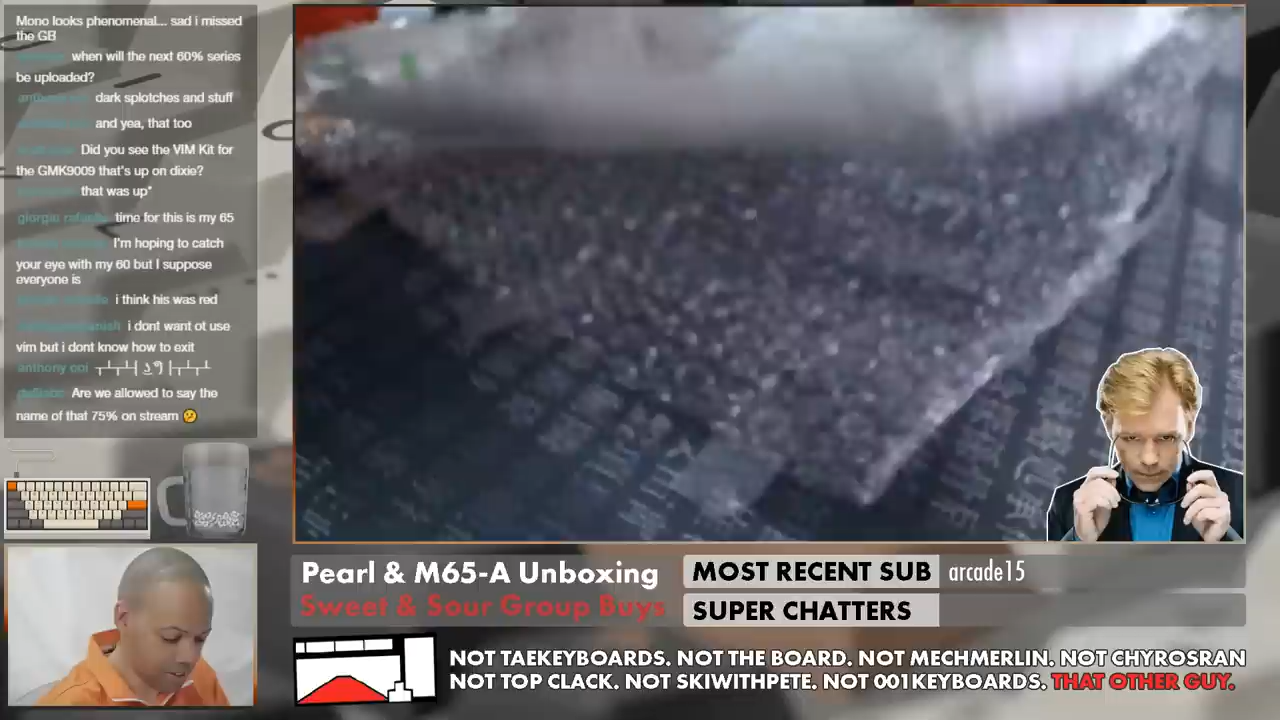 Mono looks phenomenal... sad i missed
the GB
when will the next 60% series
be uploaded?
dark splotches and stuff
and yea, that too
Did you see the VIM Kit for
the GMK9009 that's up on dixie?
that was up*
time for this is my 65
I'm hoping to catch
your eye with my 60 but I suppose
everyone is
i think his was red
i dont want ot use
vim but i dont know how to exit
anthony coi ┬┴┬┴┤ ͜ʖ ͡°) ├┬┴┬┴
Are we allowed to say the
name of that 75% on stream 😕
Pearl & M65-A Unboxing
Sweet & Sour Group Buys
MOST RECENT SUB arcade15
SUPER CHATTERS
NOT TAEKEYBOARDS. NOT THE BOARD. NOT MECHMERLIN. NOT CHYROSRAN
NOT TOP CLACK. NOT SKIWITHPETE. NOT 001KEYBOARDS. THAT OTHER GUY.